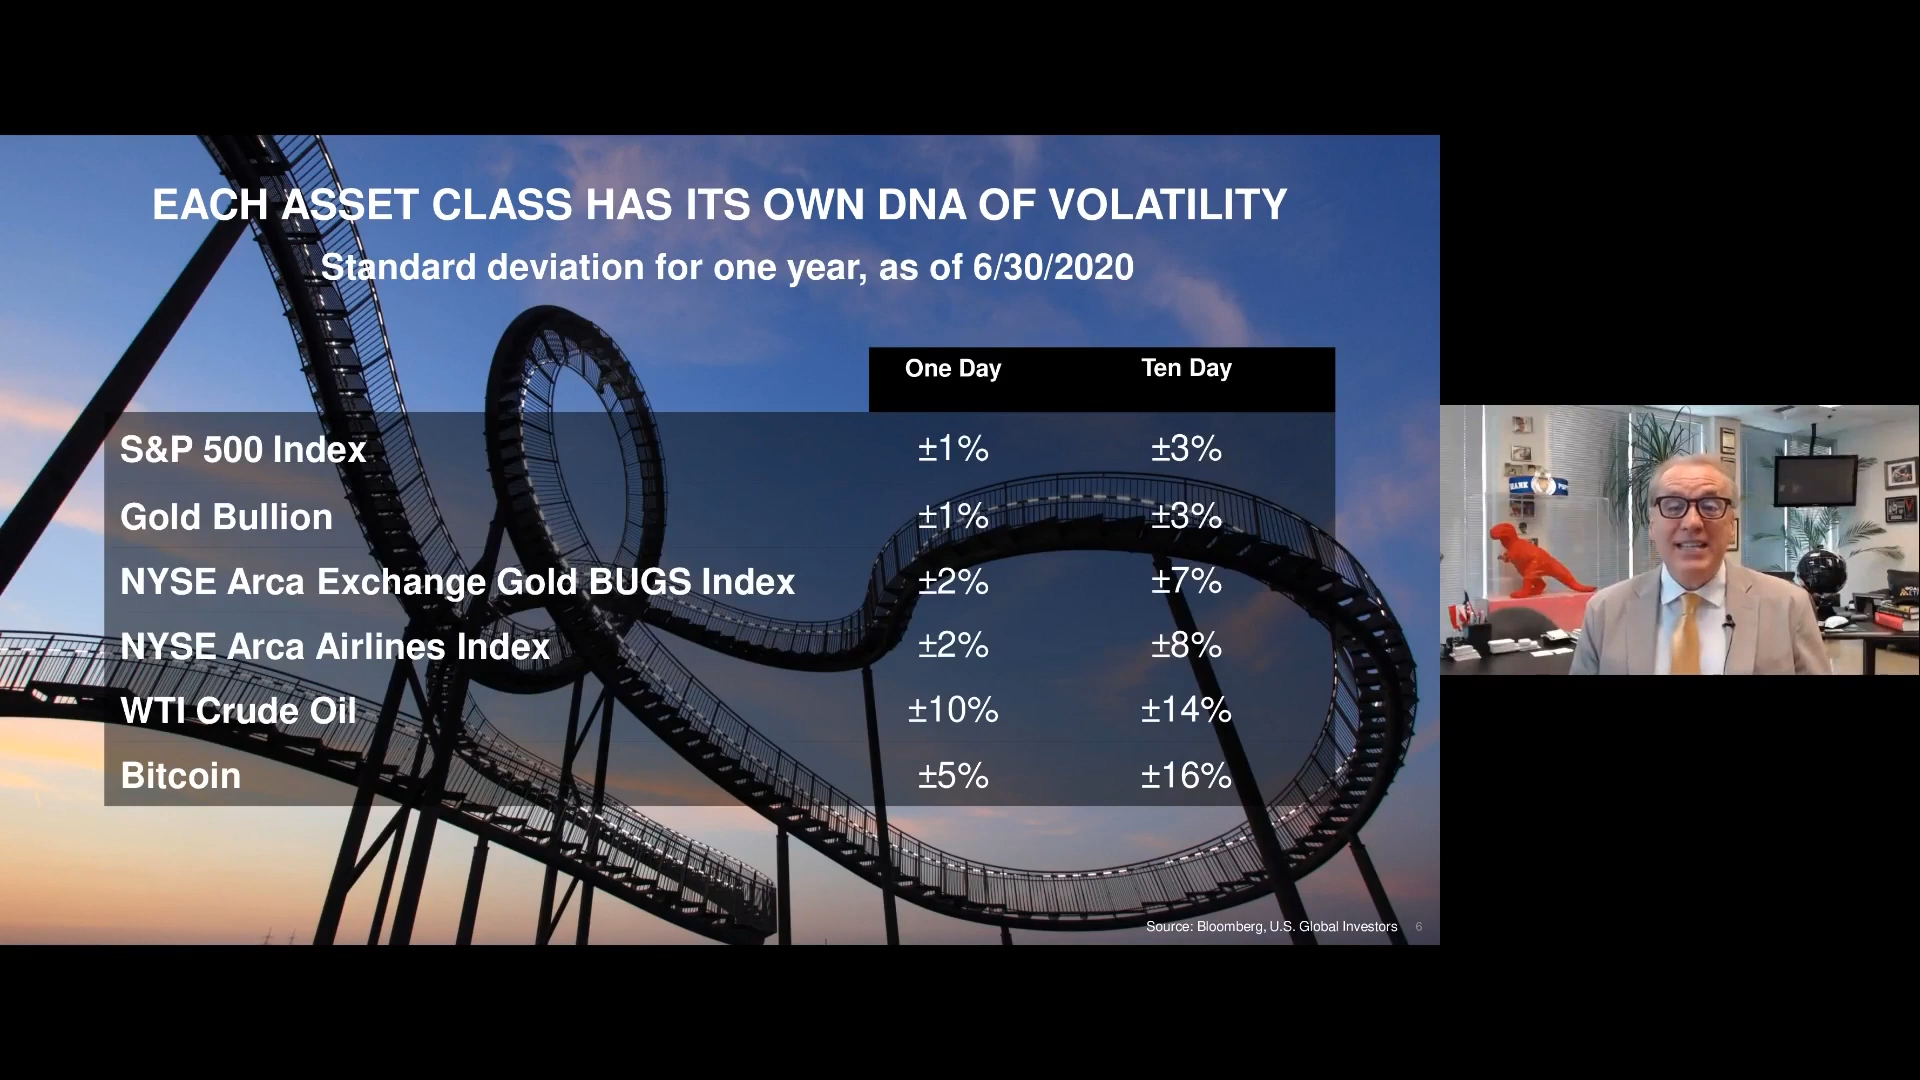 EACH ASSET CLASS HAS ITS OWN DNA OF VOLATILITY
Standard deviation for one year, as of 6/30/2020
One Day Ten Day
S&P 500 Index ±1% ±3%
Gold Bullion ±1% ±3%
NYSE Arca Exchange Gold BUGS Index ±2% ±7%
NYSE Arca Airlines Index ±2% ±8%
WTI Crude Oil ±10% ±14%
Bitcoin ±5% ±16%
Source: Bloomberg, U.S. Global Investors 6